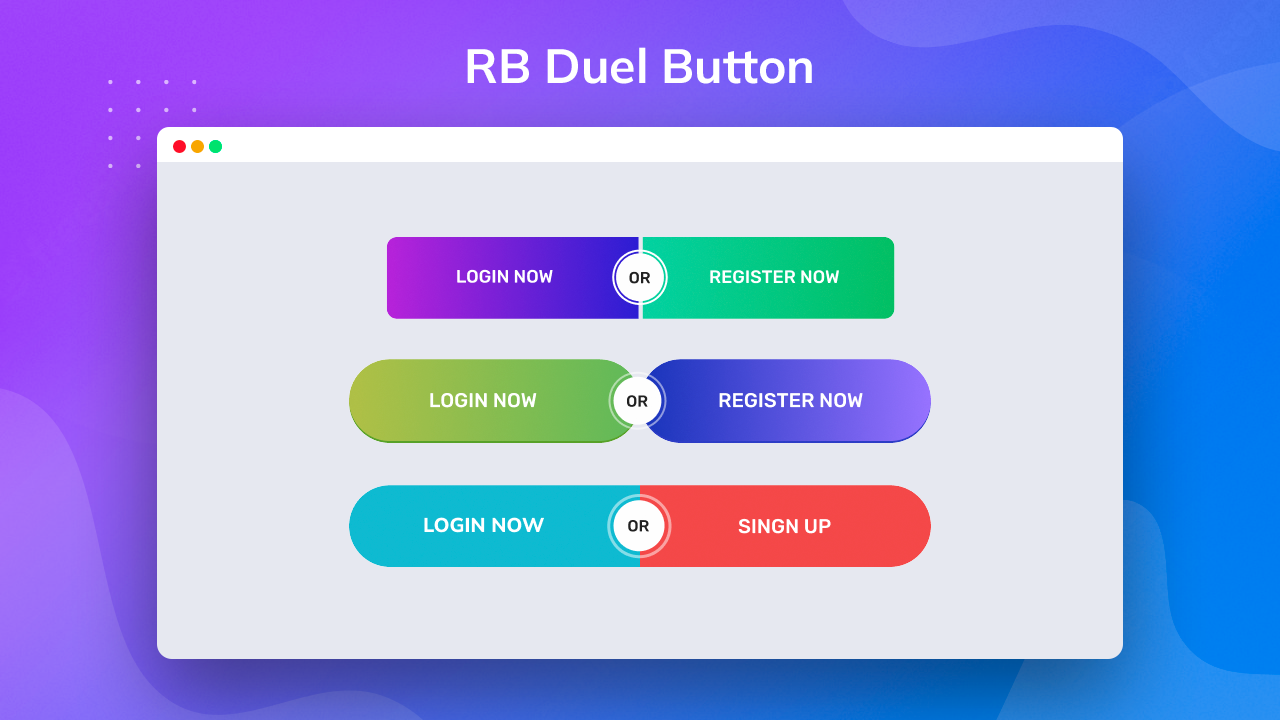 RB Duel Button
LOGIN NOW OR REGISTER NOW
LOGIN NOW OR REGISTER NOW
LOGIN NOW OR SINGN UP